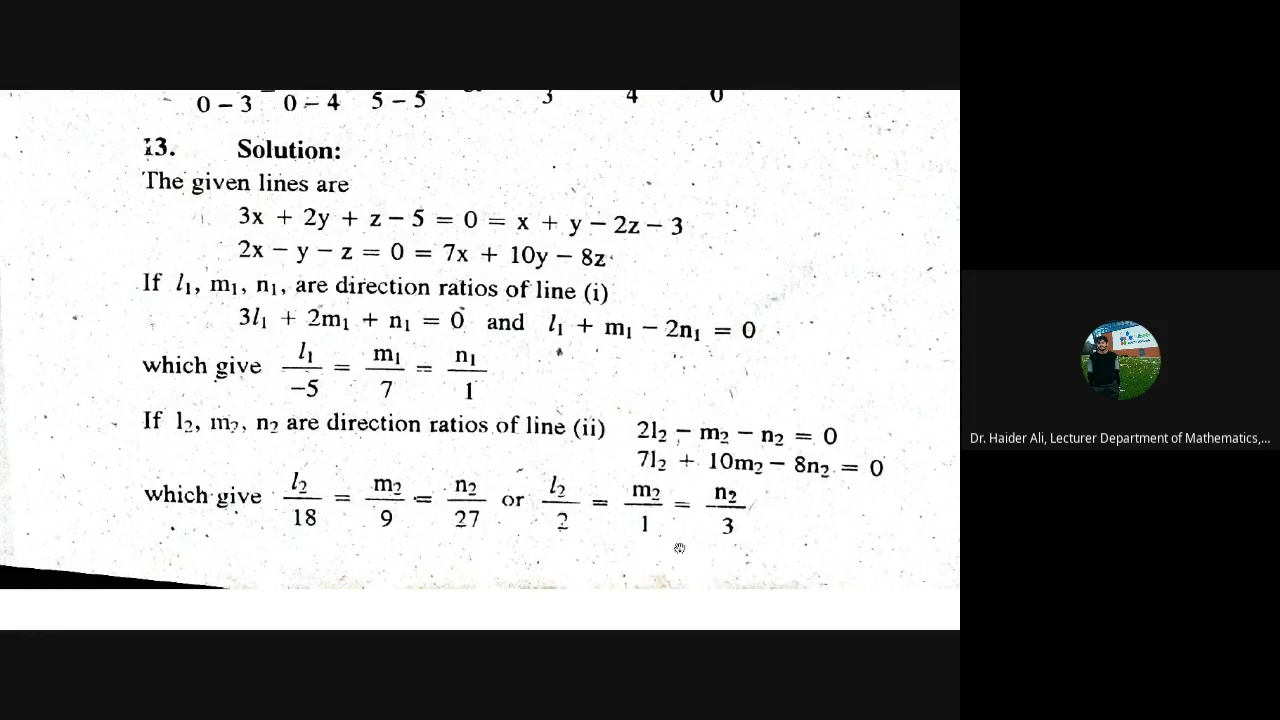 0 – 3 0 – 4 5 – 5 3 4 0
13. Solution:
The given lines are
3x + 2y + z – 5 = 0 = x + y – 2z – 3
2x – y – z = 0 = 7x + 10y – 8z
If l₁, m₁, n₁, are direction ratios of line (i)
3l₁ + 2m₁ + n₁ = 0 and l₁ + m₁ – 2n₁ = 0
which give l₁/–5 = m₁/7 = n₁/1
If l₂, m₂, n₂ are direction ratios of line (ii) 2l₂ – m₂ – n₂ = 0
7l₂ + 10m₂ – 8n₂ = 0
which give l₂/18 = m₂/9 = n₂/27 or l₂/2 = m₂/1 = n₂/3
Dr. Haider Ali, Lecturer Department of Mathematics,...